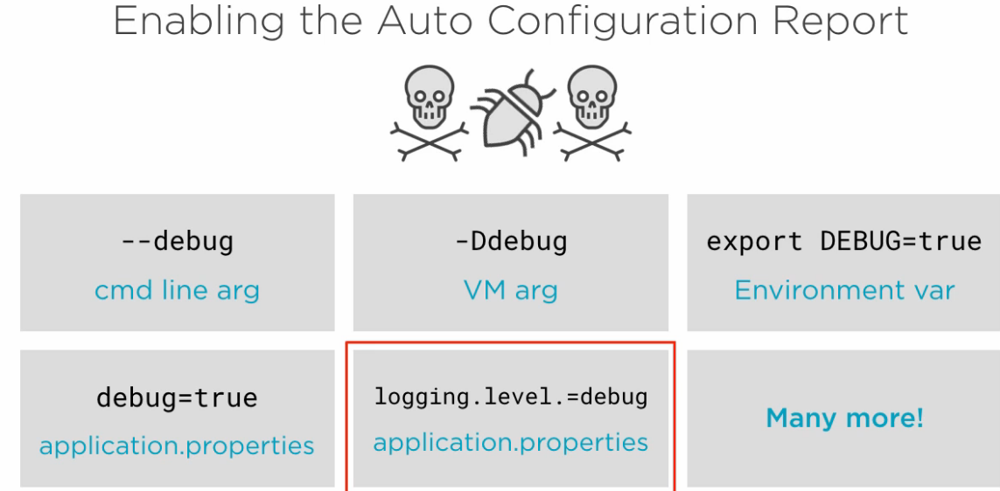 Enabling the Auto Configuration Report
--debug
cmd line arg
-Ddebug
VM arg
export DEBUG=true
Environment var
debug=true
application.properties
logging.level.=debug
application.properties
Many more!